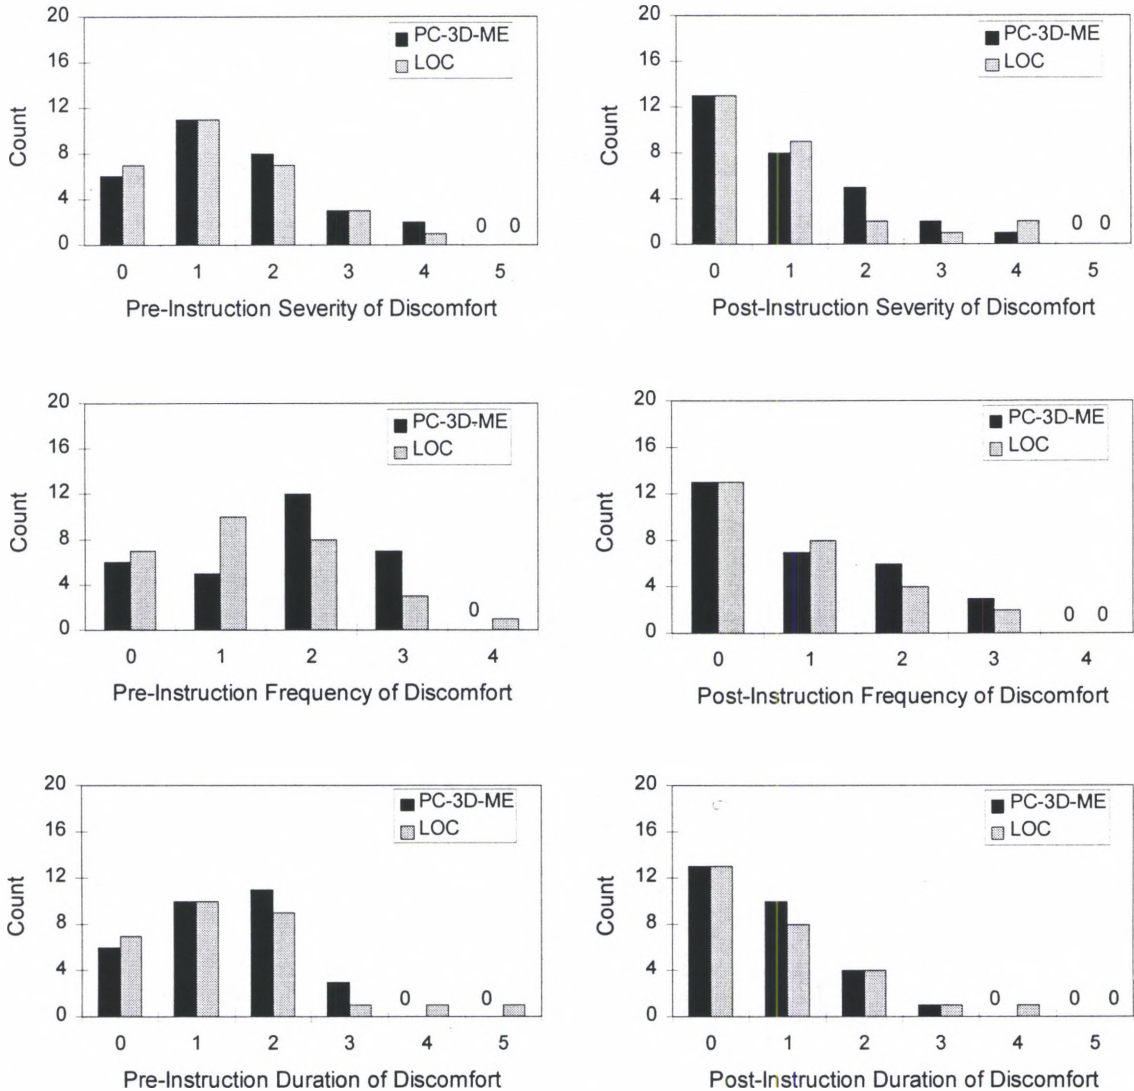 20
16
12
8
4
0
Count
PC-3D-ME
LOC
0 0
0 1 2 3 4 5
Pre-Instruction Severity of Discomfort
20
16
12
8
4
0
Count
PC-3D-ME
LOC
0 0
0 1 2 3 4 5
Post-Instruction Severity of Discomfort
20
16
12
8
4
0
Count
PC-3D-ME
LOC
0
0 1 2 3 4
Pre-Instruction Frequency of Discomfort
20
16
12
8
4
0
Count
PC-3D-ME
LOC
0 0
0 1 2 3 4
Post-Instruction Frequency of Discomfort
20
16
12
8
4
0
Count
PC-3D-ME
LOC
0 0
0 1 2 3 4 5
Pre-Instruction Duration of Discomfort
20
16
12
8
4
0
Count
PC-3D-ME
LOC
0 0 0
0 1 2 3 4 5
Post-Instruction Duration of Discomfort